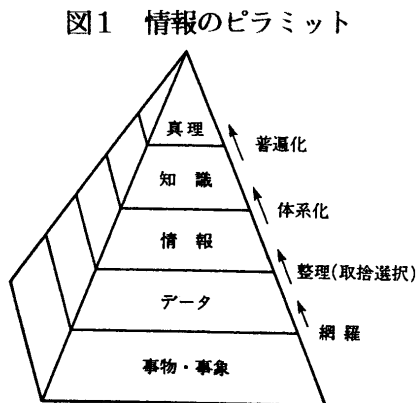 図1 情報のピラミット
真理
普遍化
知識
体系化
情報
整理(取捨選択)
データ
網羅
事物・事象